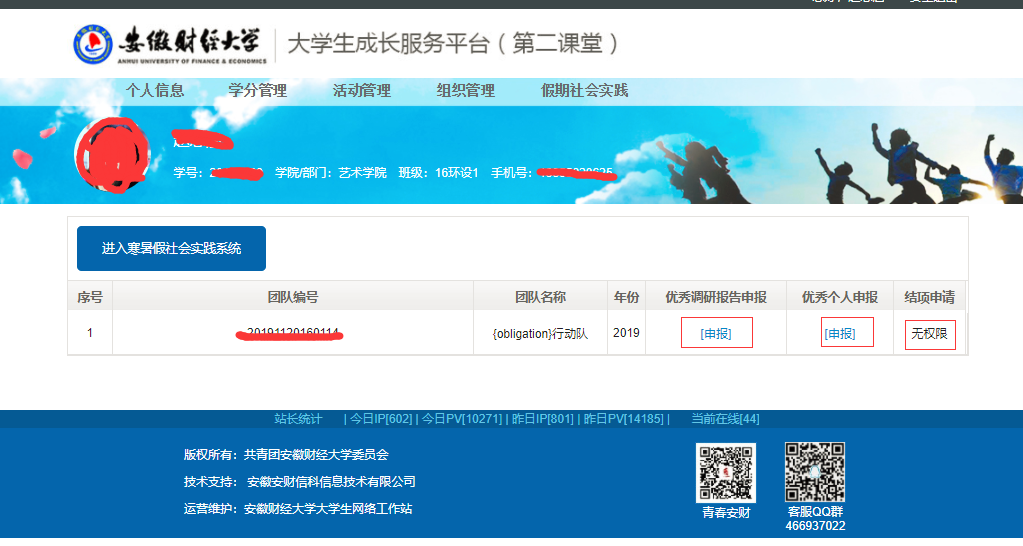 安徽财经大学 大学生成长服务平台（第二课堂）
ANHUI UNIVERSITY OF FINANCE & ECONOMICS
个人信息 学分管理 活动管理 组织管理 假期社会实践
学号： 学院/部门：艺术学院 班级：16环设1 手机号：
进入寒暑假社会实践系统
序号 团队编号 团队名称 年份 优秀调研报告申报 优秀个人申报 结项申请
1 {obligation}行动队 2019 [申报] [申报] 无权限
站长统计 | 今日IP[602] | 今日PV[10271] | 昨日IP[801] | 昨日PV[14185] | 当前在线[44]
版权所有：共青团安徽财经大学委员会
技术支持： 安徽安财信科信息技术有限公司
运营维护：安徽财经大学大学生网络工作站
青春安财
客服QQ群
466937022